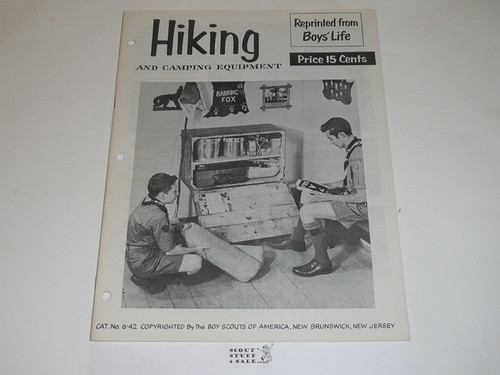 Hiking
AND CAMPING EQUIPMENT
Reprinted from
Boys' Life
Price 15 Cents
BARKING
FOX
CAT. No. 6-42 COPYRIGHTED By The BOY SCOUTS OF AMERICA, NEW BRUNSWICK, NEW JERSEY
SCOUT
STUFF
4 SALE